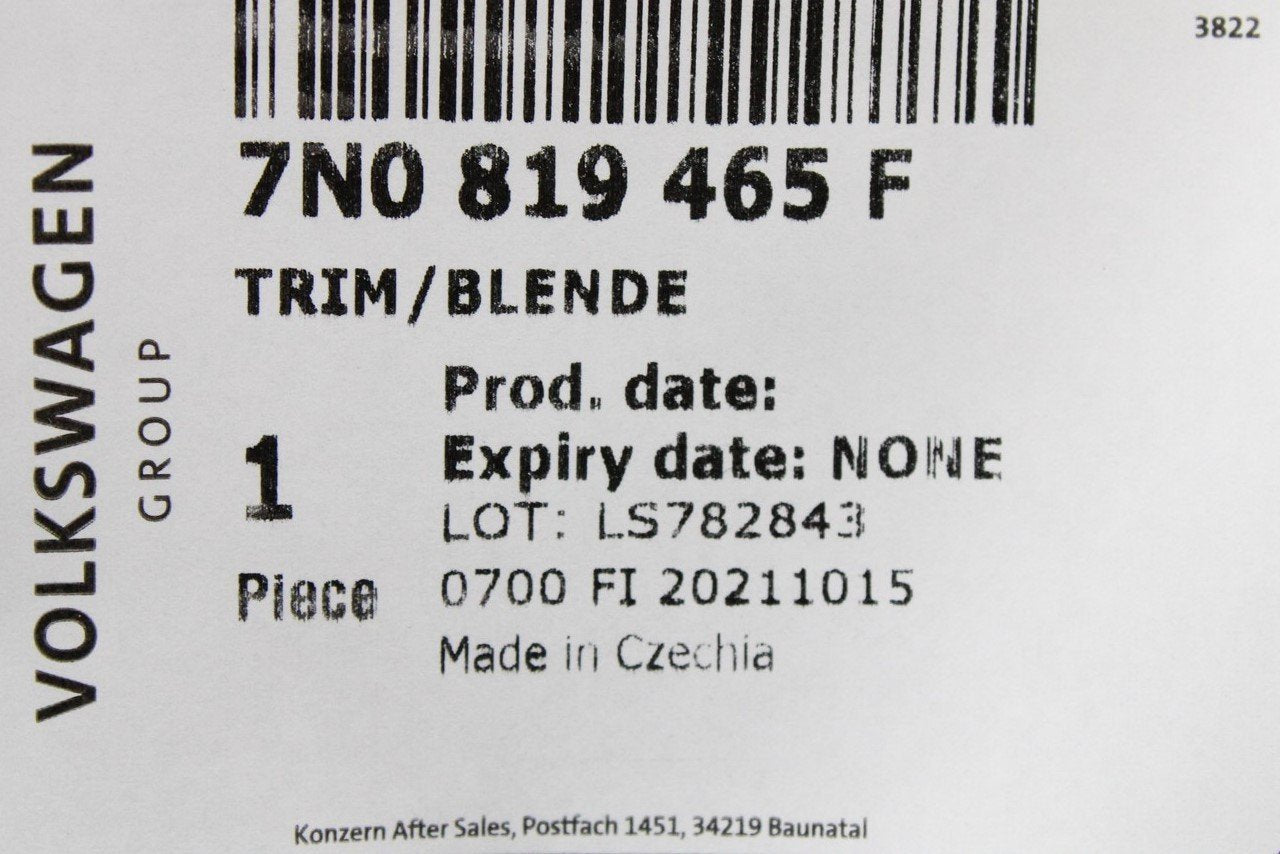 3822
7N0 819 465 F
TRIM/BLENDE
Prod. date:
Expiry date: NONE
LOT: LS782843
0700 FI 20211015
Made in Czechia
1
Piece
VOLKSWAGEN
GROUP
Konzern After Sales, Postfach 1451, 34219 Baunatal